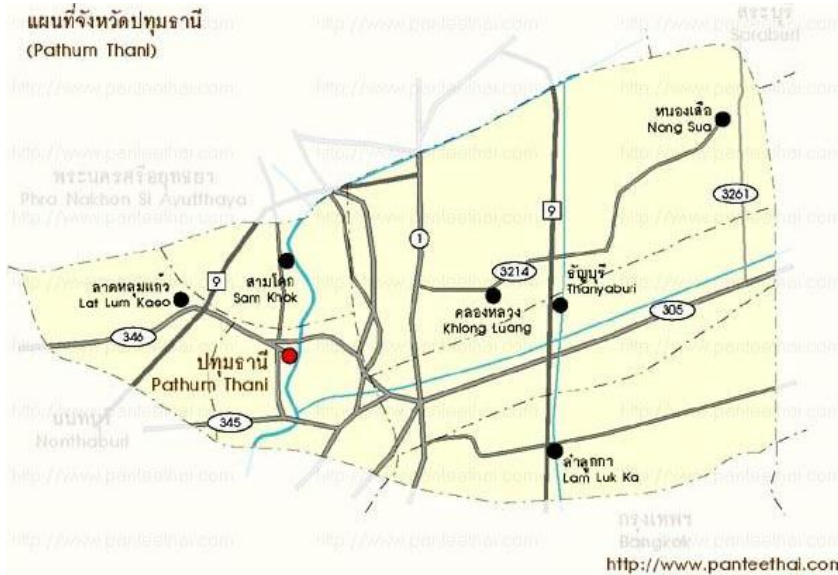 แผนที่จังหวัดปทุมธานี
(Pathum Thani)
สระบุรี
Saraburi
http://www.panteethai.com
หนองเสือ
Nong Sua
พระนครศรีอยุธยา
Phra Nakhon Si Ayutthaya
3261
9
1
สามโคก
Sam Khok
9
ลาดหลุมแก้ว
Lat Lum Kaeo
3214
ธัญบุรี
Thanyaburi
คลองหลวง
Khlong Luang
305
346
ปทุมธานี
Pathum Thani
345
นนทบุรี
Nonthaburi
ลำลูกกา
Lam Luk Ka
กรุงเทพฯ
Bangkok
http://www.panteethai.com